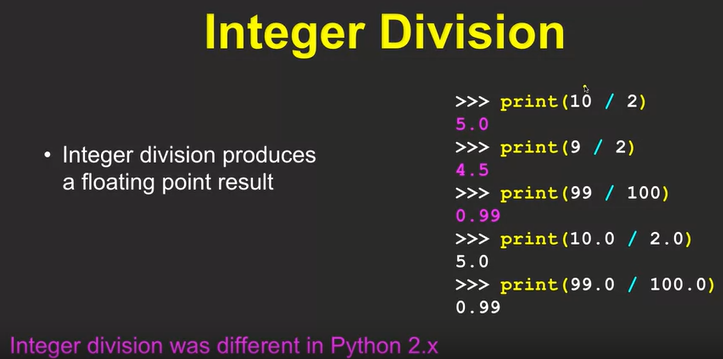 Integer Division
• Integer division produces
a floating point result
>>> print(10 / 2)
5.0
>>> print(9 / 2)
4.5
>>> print(99 / 100)
0.99
>>> print(10.0 / 2.0)
5.0
>>> print(99.0 / 100.0)
0.99
Integer division was different in Python 2.x